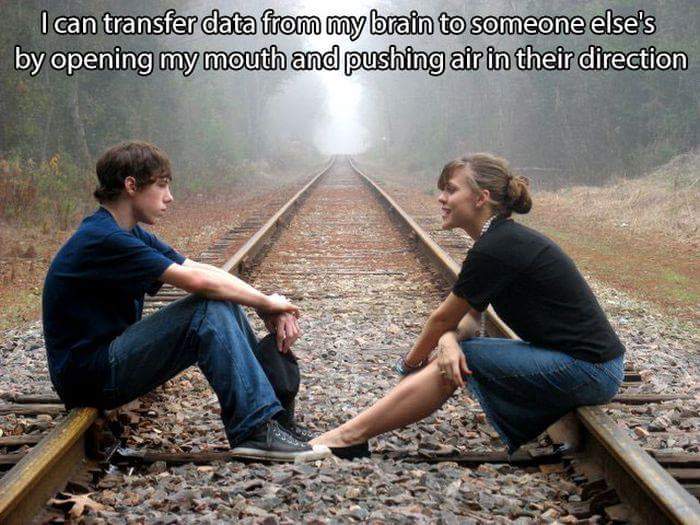 I can transfer data from my brain to someone else's
by opening my mouth and pushing air in their direction